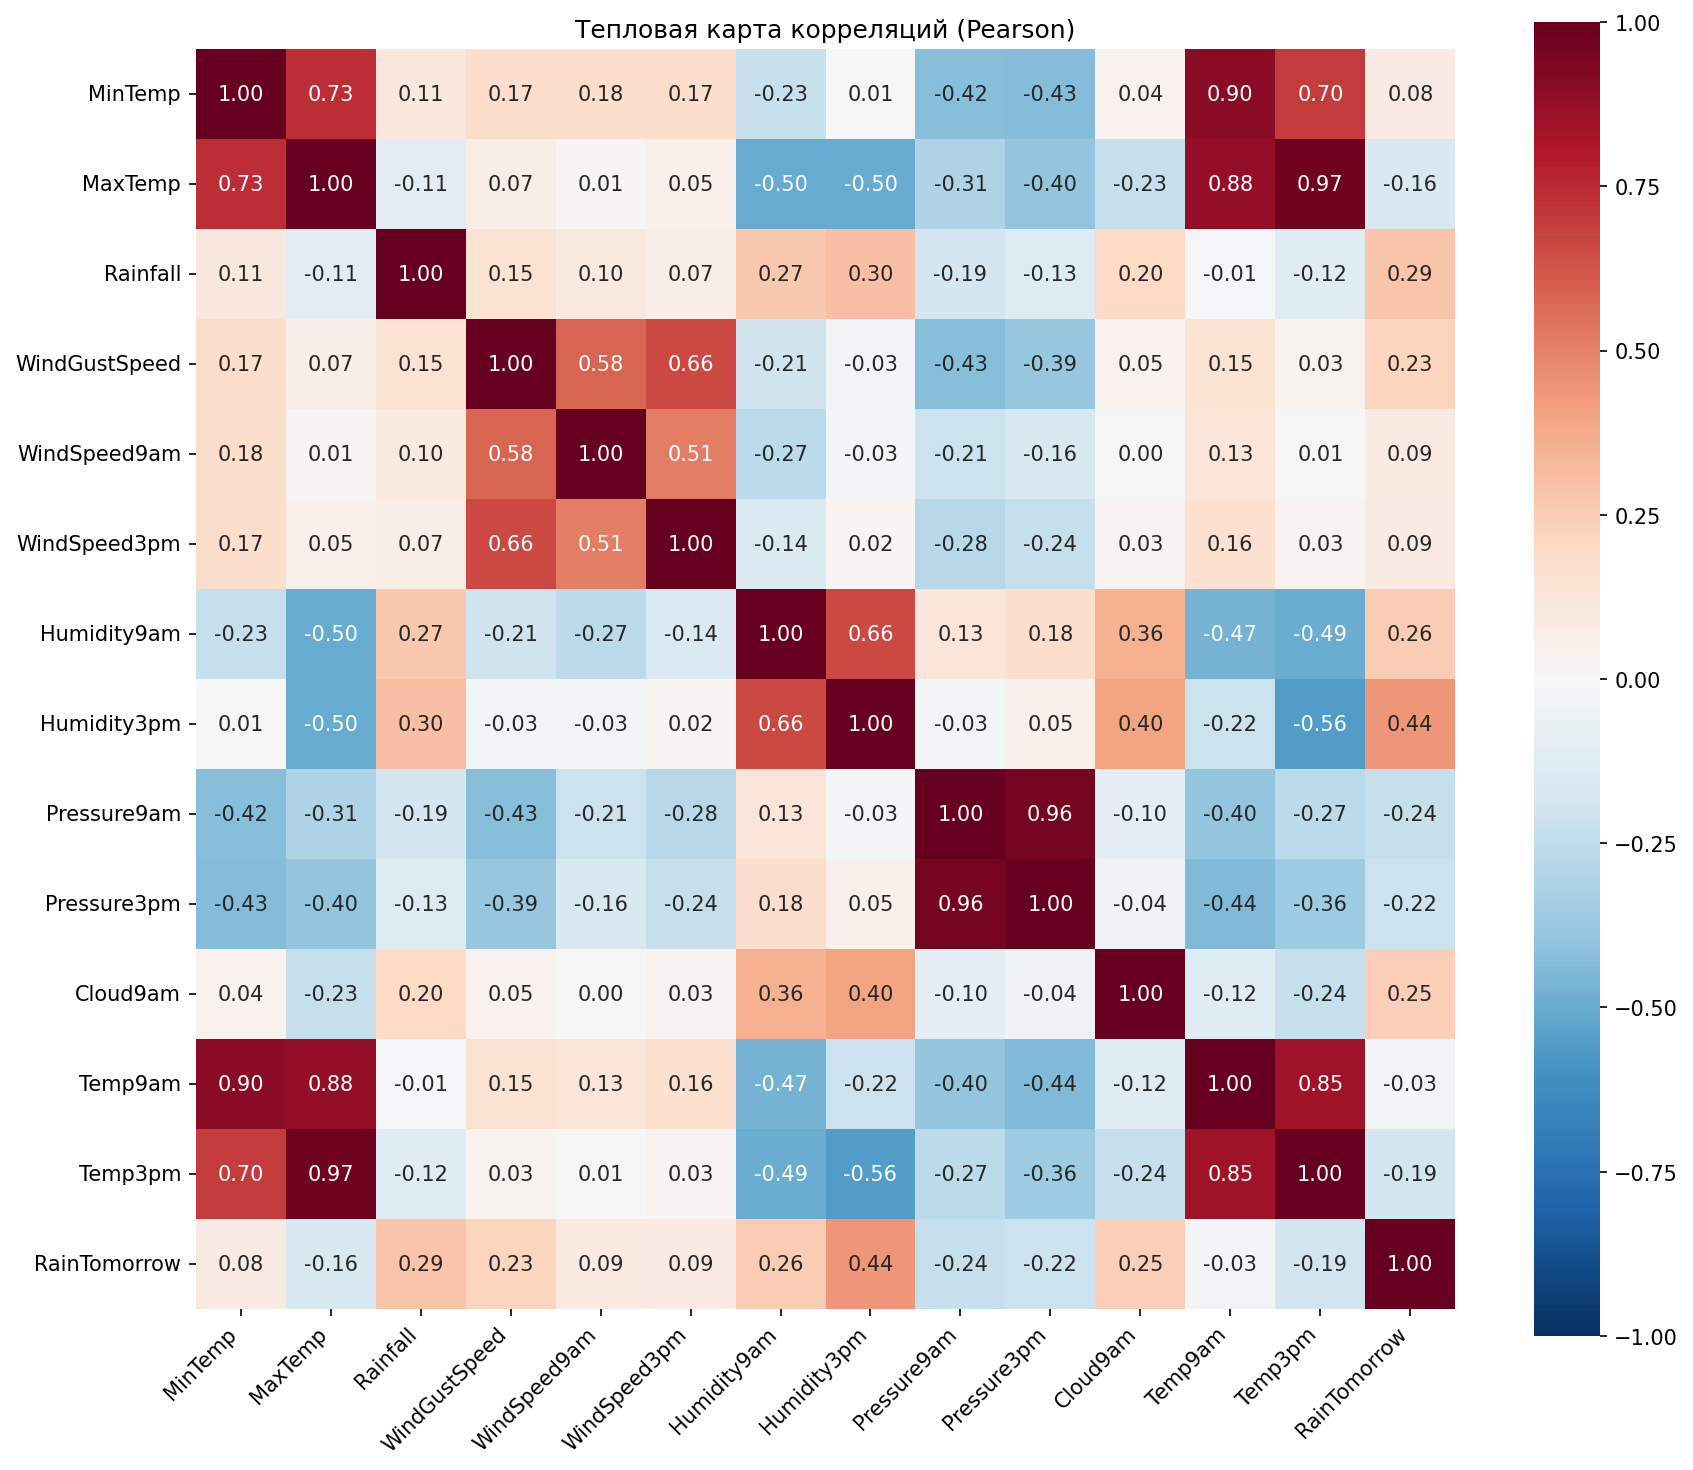 Тепловая карта корреляций (Pearson)
MinTemp 1.00 0.73 0.11 0.17 0.18 0.17 -0.23 0.01 -0.42 -0.43 0.04 0.90 0.70 0.08
MaxTemp 0.73 1.00 -0.11 0.07 0.01 0.05 -0.50 -0.50 -0.31 -0.40 -0.23 0.88 0.97 -0.16
Rainfall 0.11 -0.11 1.00 0.15 0.10 0.07 0.27 0.30 -0.19 -0.13 0.20 -0.01 -0.12 0.29
WindGustSpeed 0.17 0.07 0.15 1.00 0.58 0.66 -0.21 -0.03 -0.43 -0.39 0.05 0.15 0.03 0.23
WindSpeed9am 0.18 0.01 0.10 0.58 1.00 0.51 -0.27 -0.03 -0.21 -0.16 0.00 0.13 0.01 0.09
WindSpeed3pm 0.17 0.05 0.07 0.66 0.51 1.00 -0.14 0.02 -0.28 -0.24 0.03 0.16 0.03 0.09
Humidity9am -0.23 -0.50 0.27 -0.21 -0.27 -0.14 1.00 0.66 0.13 0.18 0.36 -0.47 -0.49 0.26
Humidity3pm 0.01 -0.50 0.30 -0.03 -0.03 0.02 0.66 1.00 -0.03 0.05 0.40 -0.22 -0.56 0.44
Pressure9am -0.42 -0.31 -0.19 -0.43 -0.21 -0.28 0.13 -0.03 1.00 0.96 -0.10 -0.40 -0.27 -0.24
Pressure3pm -0.43 -0.40 -0.13 -0.39 -0.16 -0.24 0.18 0.05 0.96 1.00 -0.04 -0.44 -0.36 -0.22
Cloud9am 0.04 -0.23 0.20 0.05 0.00 0.03 0.36 0.40 -0.10 -0.04 1.00 -0.12 -0.24 0.25
Temp9am 0.90 0.88 -0.01 0.15 0.13 0.16 -0.47 -0.22 -0.40 -0.44 -0.12 1.00 0.85 -0.03
Temp3pm 0.70 0.97 -0.12 0.03 0.01 0.03 -0.49 -0.56 -0.27 -0.36 -0.24 0.85 1.00 -0.19
RainTomorrow 0.08 -0.16 0.29 0.23 0.09 0.09 0.26 0.44 -0.24 -0.22 0.25 -0.03 -0.19 1.00
MinTemp MaxTemp Rainfall WindGustSpeed WindSpeed9am WindSpeed3pm Humidity9am Humidity3pm Pressure9am Pressure3pm Cloud9am Temp9am Temp3pm RainTomorrow
1.00
0.75
0.50
0.25
0.00
−0.25
−0.50
−0.75
−1.00